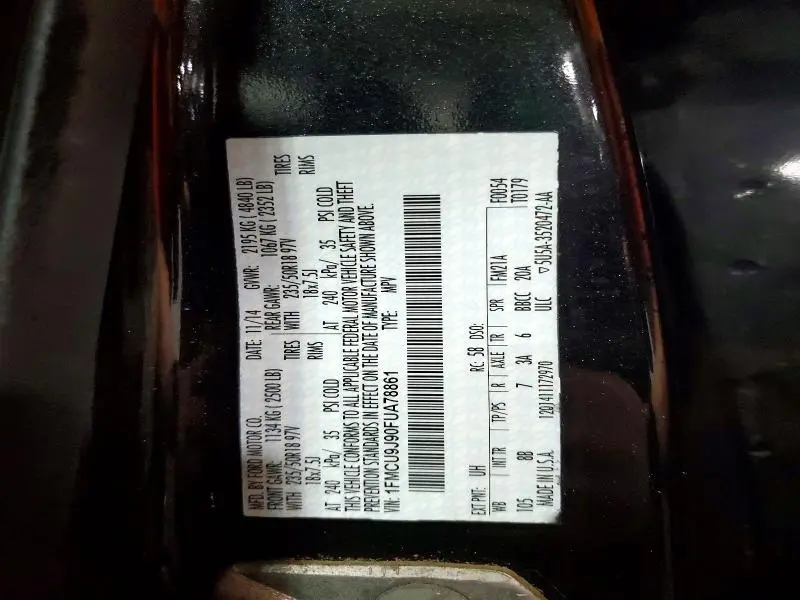 MFD. BY FORD MOTOR CO. DATE: 11/14 GVWR: 2195 KG ( 4840 LB)
FRONT GAWR: 1134 KG ( 2500 LB) REAR GAWR: 1067 KG ( 2352 LB)
WITH 235/50R18 97V TIRES WITH 235/50R18 97V TIRES
18x7.5J RIMS 18x7.5J RIMS
AT 240 kPa/ 35 PSI COLD AT 240 kPa/ 35 PSI COLD
THIS VEHICLE CONFORMS TO ALL APPLICABLE FEDERAL MOTOR VEHICLE SAFETY AND THEFT
PREVENTION STANDARDS IN EFFECT ON THE DATE OF MANUFACTURE SHOWN ABOVE.
VIN: 1FMCU9J90FUA78861 TYPE: MPV
F0054
T0179
EXT PNT: UH RC: 58 DSO:
WB INT TR TP/PS R AXLE TR SPR FM21A
105 8B 7 3A 6 BBCC 20A
MADE IN U.S.A. 12014111172970 ULC ▽5U5A-3520472-AA